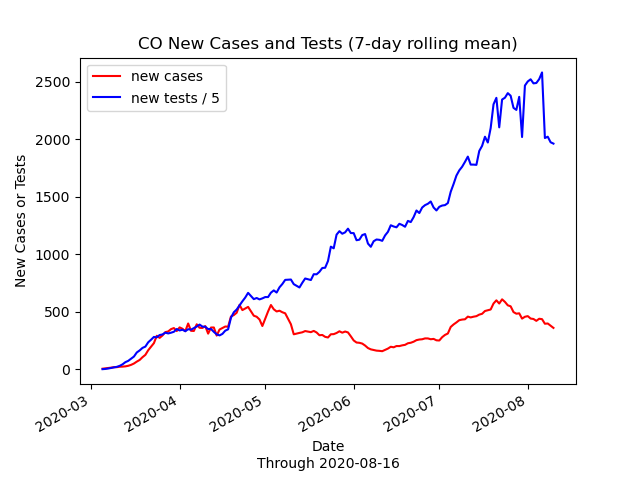 CO New Cases and Tests (7-day rolling mean)
new cases
new tests / 5
New Cases or Tests
2500
2000
1500
1000
500
0
2020-03
2020-04
2020-05
2020-06
2020-07
2020-08
Date
Through 2020-08-16